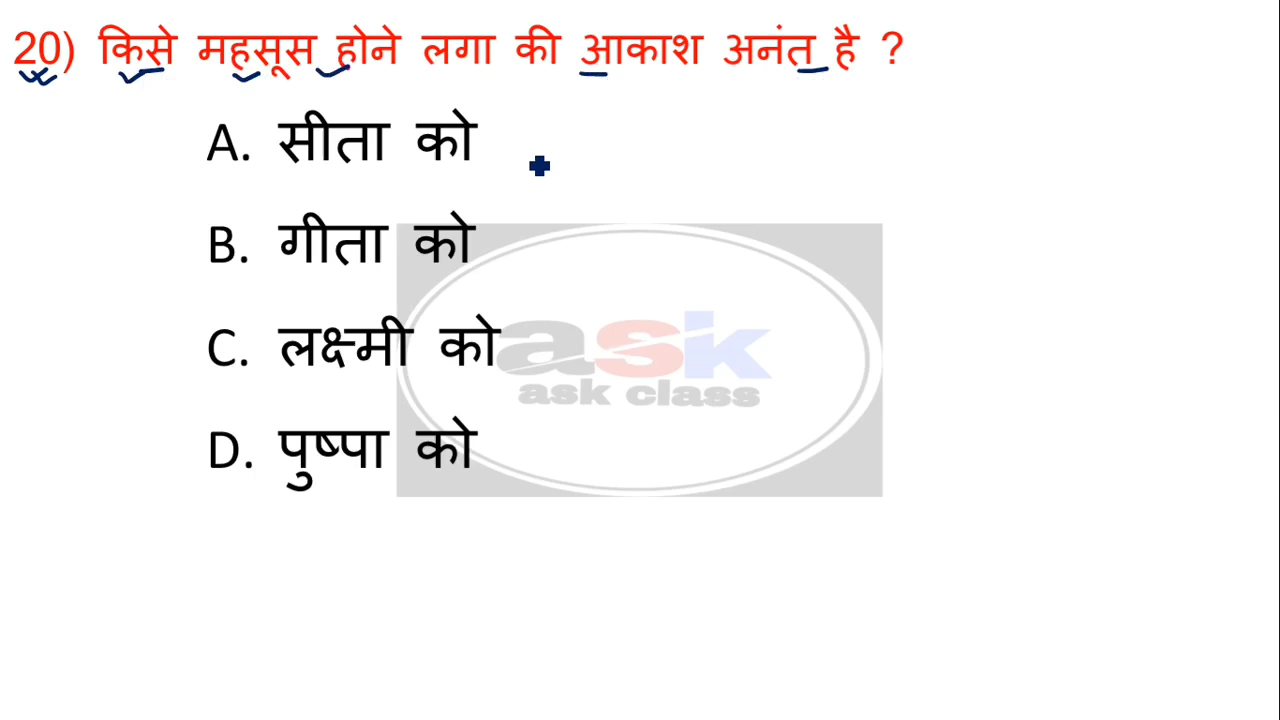 20) किसे महसूस होने लगा की आकाश अनंत है ?
A. सीता को
B. गीता को
C. लक्ष्मी को
D. पुष्पा को
ask
ask class